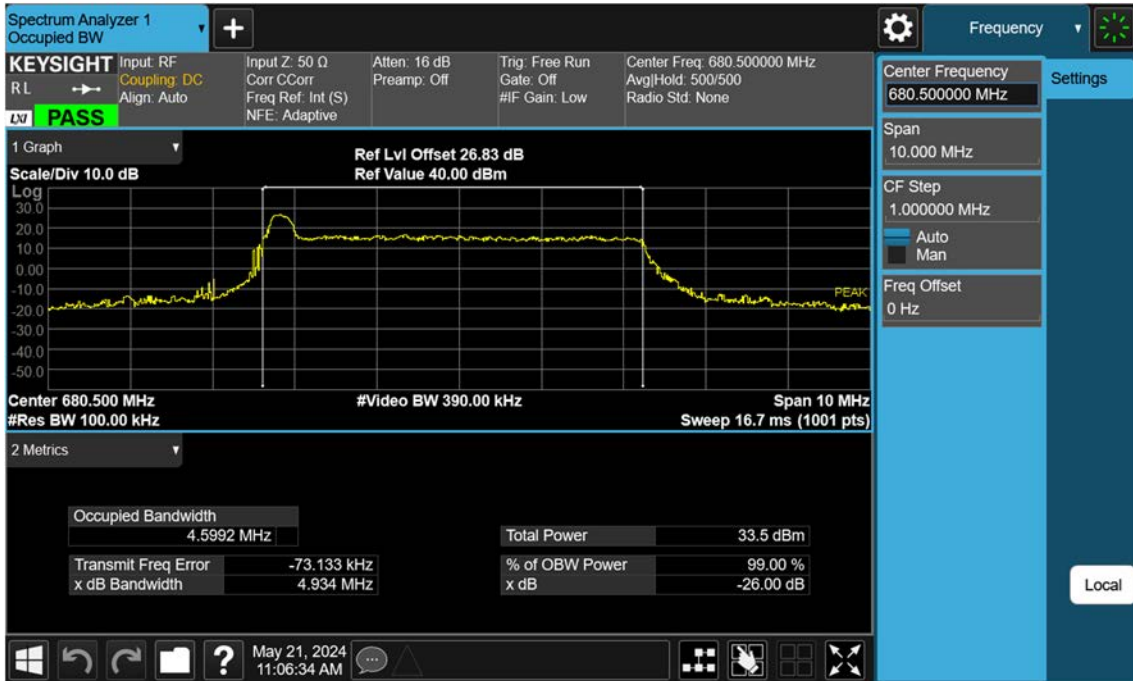 Spectrum Analyzer 1
Occupied BW
Frequency
KEYSIGHT
R L
LXI PASS
Input: RF
Coupling: DC
Align: Auto
Input Z: 50 Ω
Corr CCorr
Freq Ref: Int (S)
NFE: Adaptive
Atten: 16 dB
Preamp: Off
Trig: Free Run
Gate: Off
#IF Gain: Low
Center Freq: 680.500000 MHz
Avg|Hold: 500/500
Radio Std: None
Center Frequency
680.500000 MHz
Settings
Span
10.000 MHz
CF Step
1.000000 MHz
Auto
Man
Freq Offset
0 Hz
1 Graph
Scale/Div 10.0 dB
Ref Lvl Offset 26.83 dB
Ref Value 40.00 dBm
Log
30.0
20.0
10.0
0.00
-10.0
-20.0
-30.0
-40.0
-50.0
PEAK
Center 680.500 MHz
#Video BW 390.00 kHz
Span 10 MHz
#Res BW 100.00 kHz
Sweep 16.7 ms (1001 pts)
2 Metrics
Occupied Bandwidth
4.5992 MHz
Total Power 33.5 dBm
Transmit Freq Error -73.133 kHz
% of OBW Power 99.00 %
x dB Bandwidth 4.934 MHz
x dB -26.00 dB
Local
?
May 21, 2024
11:06:34 AM